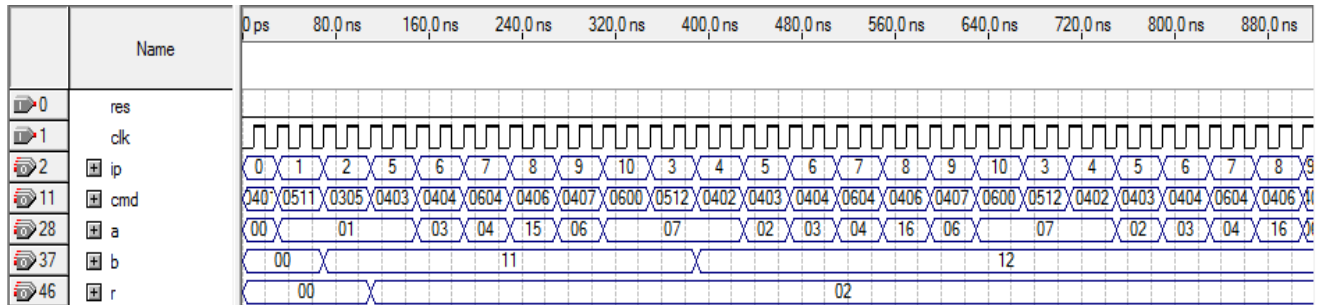 Name 0 ps 80.0 ns 160.0 ns 240.0 ns 320.0 ns 400.0 ns 480.0 ns 560.0 ns 640.0 ns 720.0 ns 800.0 ns 880.0 ns
0 res
1 clk
2 ip 0 1 2 5 6 7 8 9 10 3 4 5 6 7 8 9 10 3 4 5 6 7 8 9
11 cmd 0511 0305 0403 0404 0604 0406 0407 0600 0512 0402 0403 0404 0604 0406 0407 0600 0512 0402 0403 0404 0604 0406
28 a 00 01 03 04 15 06 07 02 03 04 16 06 07 02 03 04 16
37 b 00 11 12
46 r 00 02